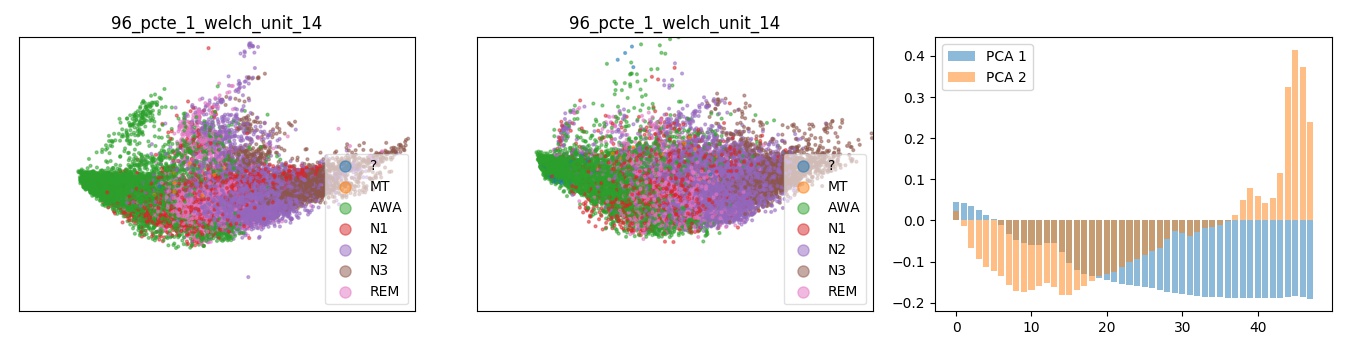 96_pcte_1_welch_unit_14
?
MT
AWA
N1
N2
N3
REM
96_pcte_1_welch_unit_14
?
MT
AWA
N1
N2
N3
REM
PCA 1
PCA 2
0.4
0.3
0.2
0.1
0.0
−0.1
−0.2
0 10 20 30 40